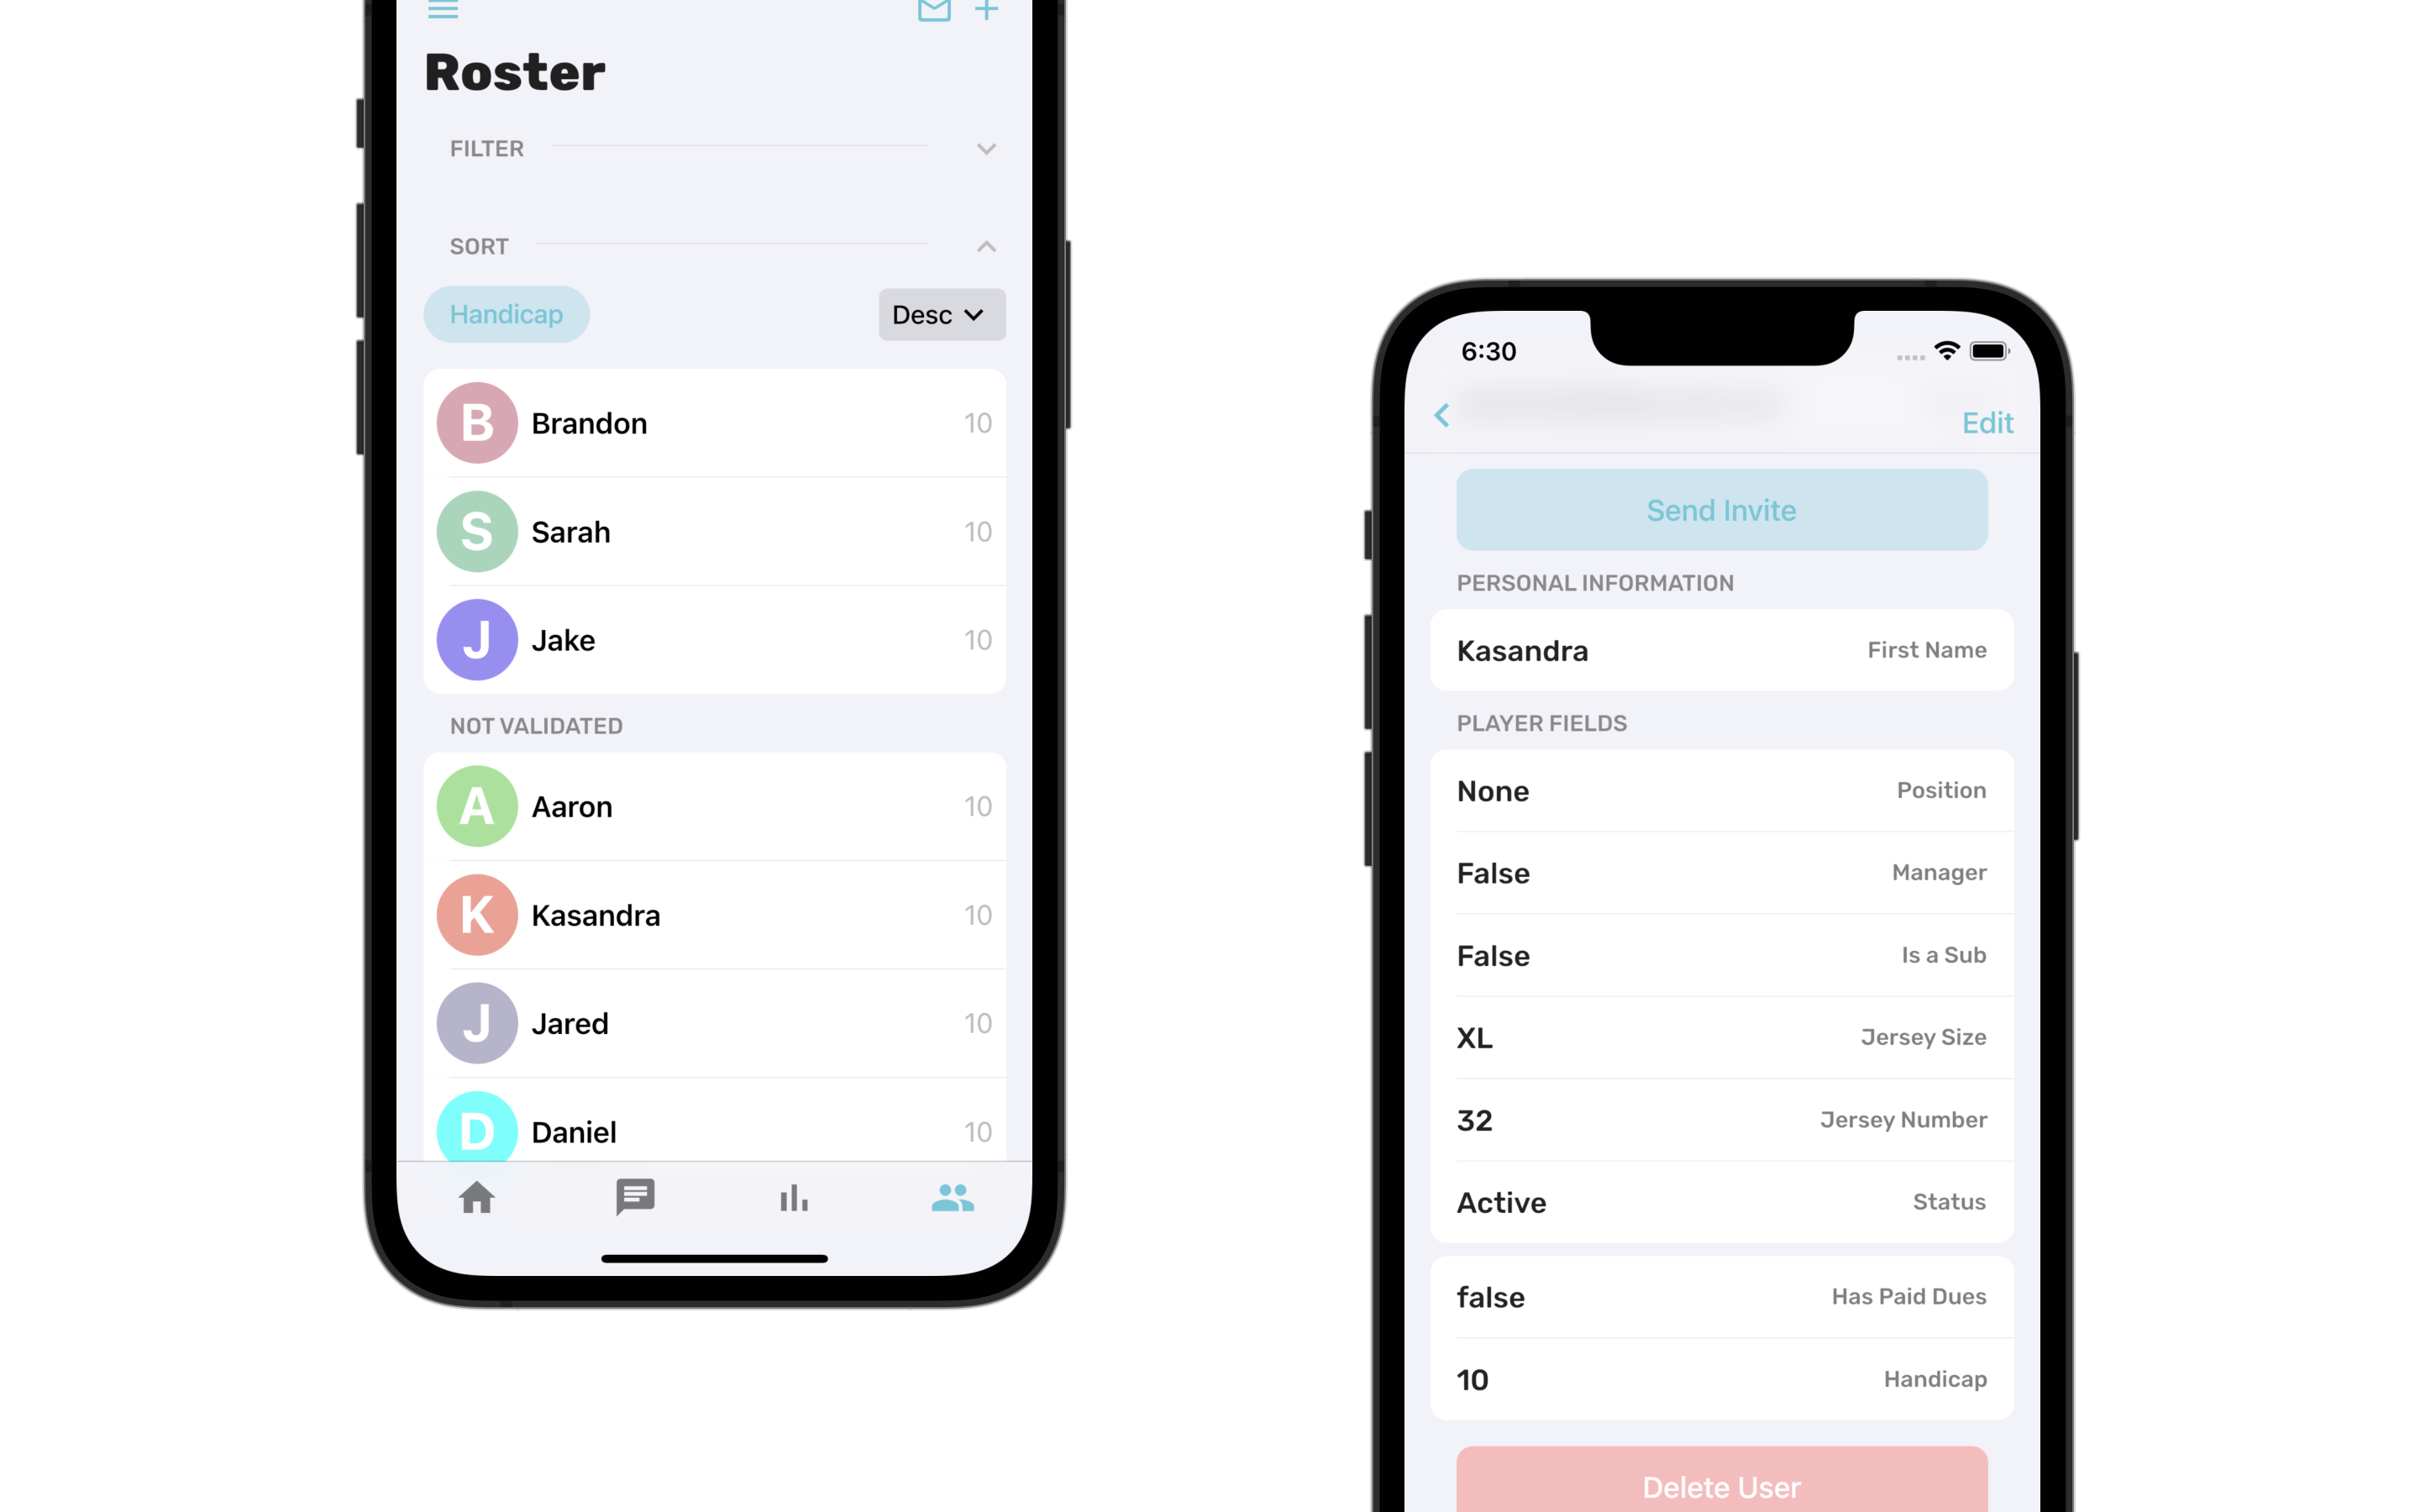 Roster
FILTER
SORT
Handicap Desc
B Brandon 10
S Sarah 10
J Jake 10
NOT VALIDATED
A Aaron 10
K Kasandra 10
J Jared 10
D Daniel 10
6:30
Edit
Send Invite
PERSONAL INFORMATION
Kasandra First Name
PLAYER FIELDS
None Position
False Manager
False Is a Sub
XL Jersey Size
32 Jersey Number
Active Status
false Has Paid Dues
10 Handicap
Delete User